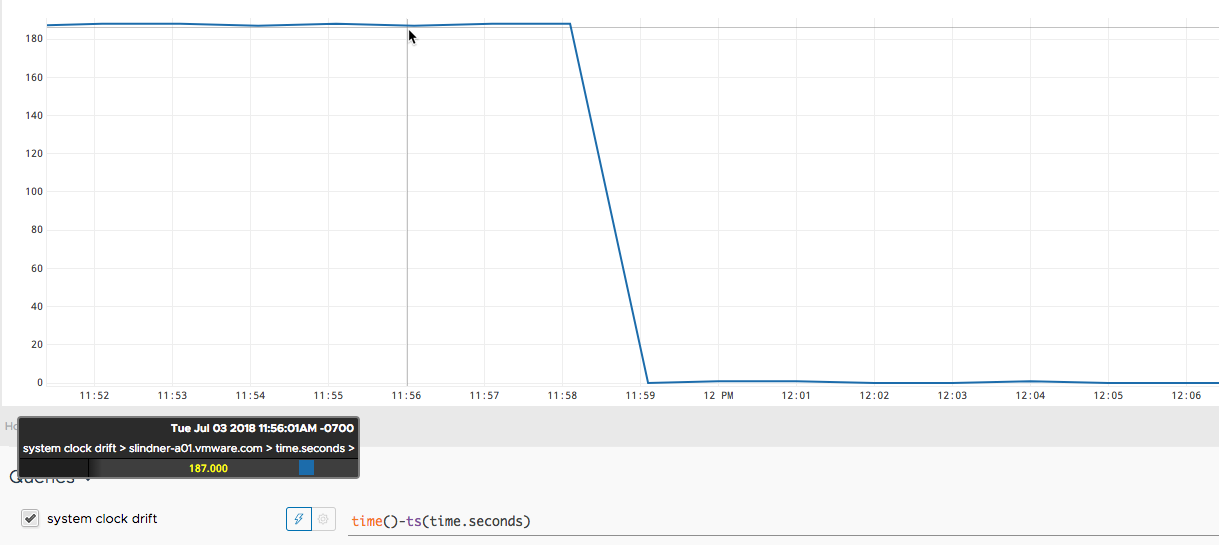 180
160
140
120
100
80
60
40
20
0
11:52 11:53 11:54 11:55 11:56 11:57 11:58 11:59 12 PM 12:01 12:02 12:03 12:04 12:05 12:06
Tue Jul 03 2018 11:56:01AM -0700
system clock drift > slindner-a01.vmware.com > time.seconds >
187.000
Queries
system clock drift
time()-ts(time.seconds)